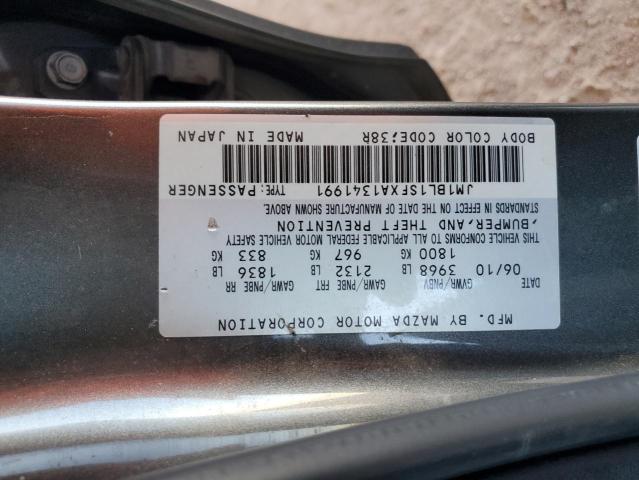 MFD. BY MAZDA MOTOR CORPORATION
06/10 GVWR/PNBV GAWR/PNBE FRT GAWR/PNBE RR
3968 LB 2132 LB 1836 LB
1800 KG 967 KG 833 KG
THIS VEHICLE CONFORMS TO ALL APPLICABLE FEDERAL MOTOR VEHICLE SAFETY
, BUMPER, AND THEFT PREVENTION
STANDARDS IN EFFECT ON THE DATE OF MANUFACTURE SHOWN ABOVE.
JM1BL1SFXA1341991 TYPE: PASSENGER
BODY COLOR CODE:38R MADE IN JAPAN